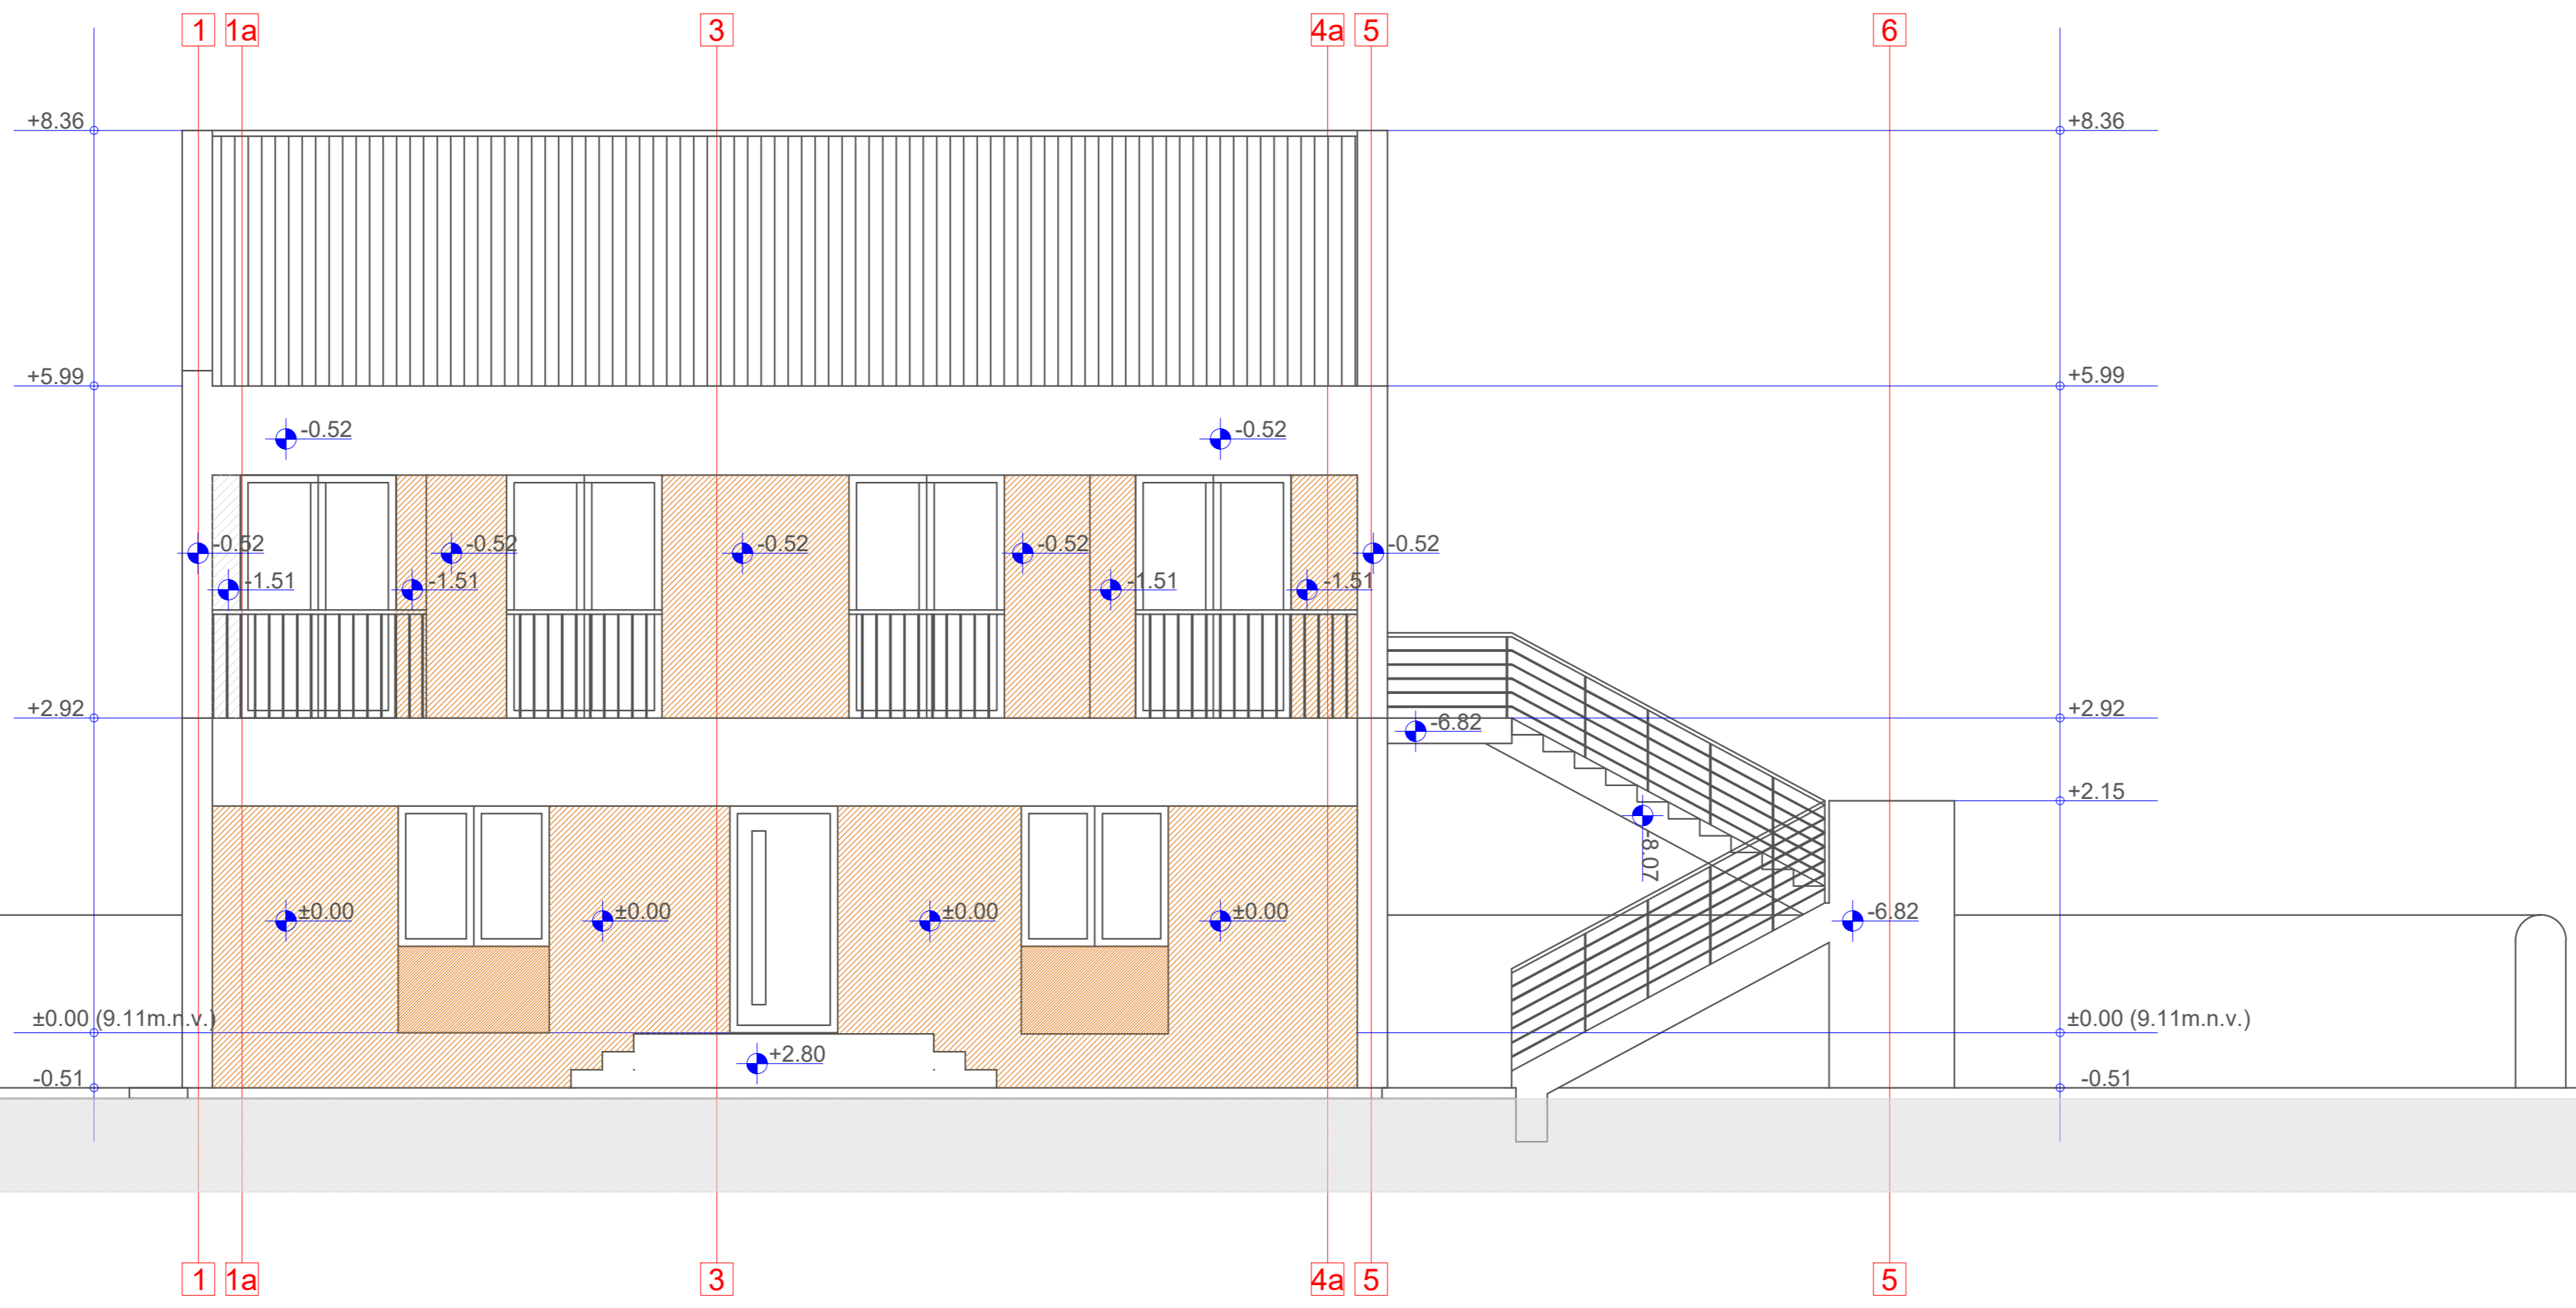 1 1a 3 4a 5 6
+8.36 +8.36
+5.99 +5.99
-0.52 -0.52
-0.52 -0.52 -0.52 -0.52 -0.52
-1.51 -1.51 -1.51 -1.51
+2.92 -6.82 +2.92
+2.15
-8.07
±0.00 ±0.00 ±0.00 ±0.00 -6.82
±0.00 (9.11m.n.v.) ±0.00 (9.11m.n.v.)
+2.80
-0.51 -0.51
1 1a 3 4a 5 5